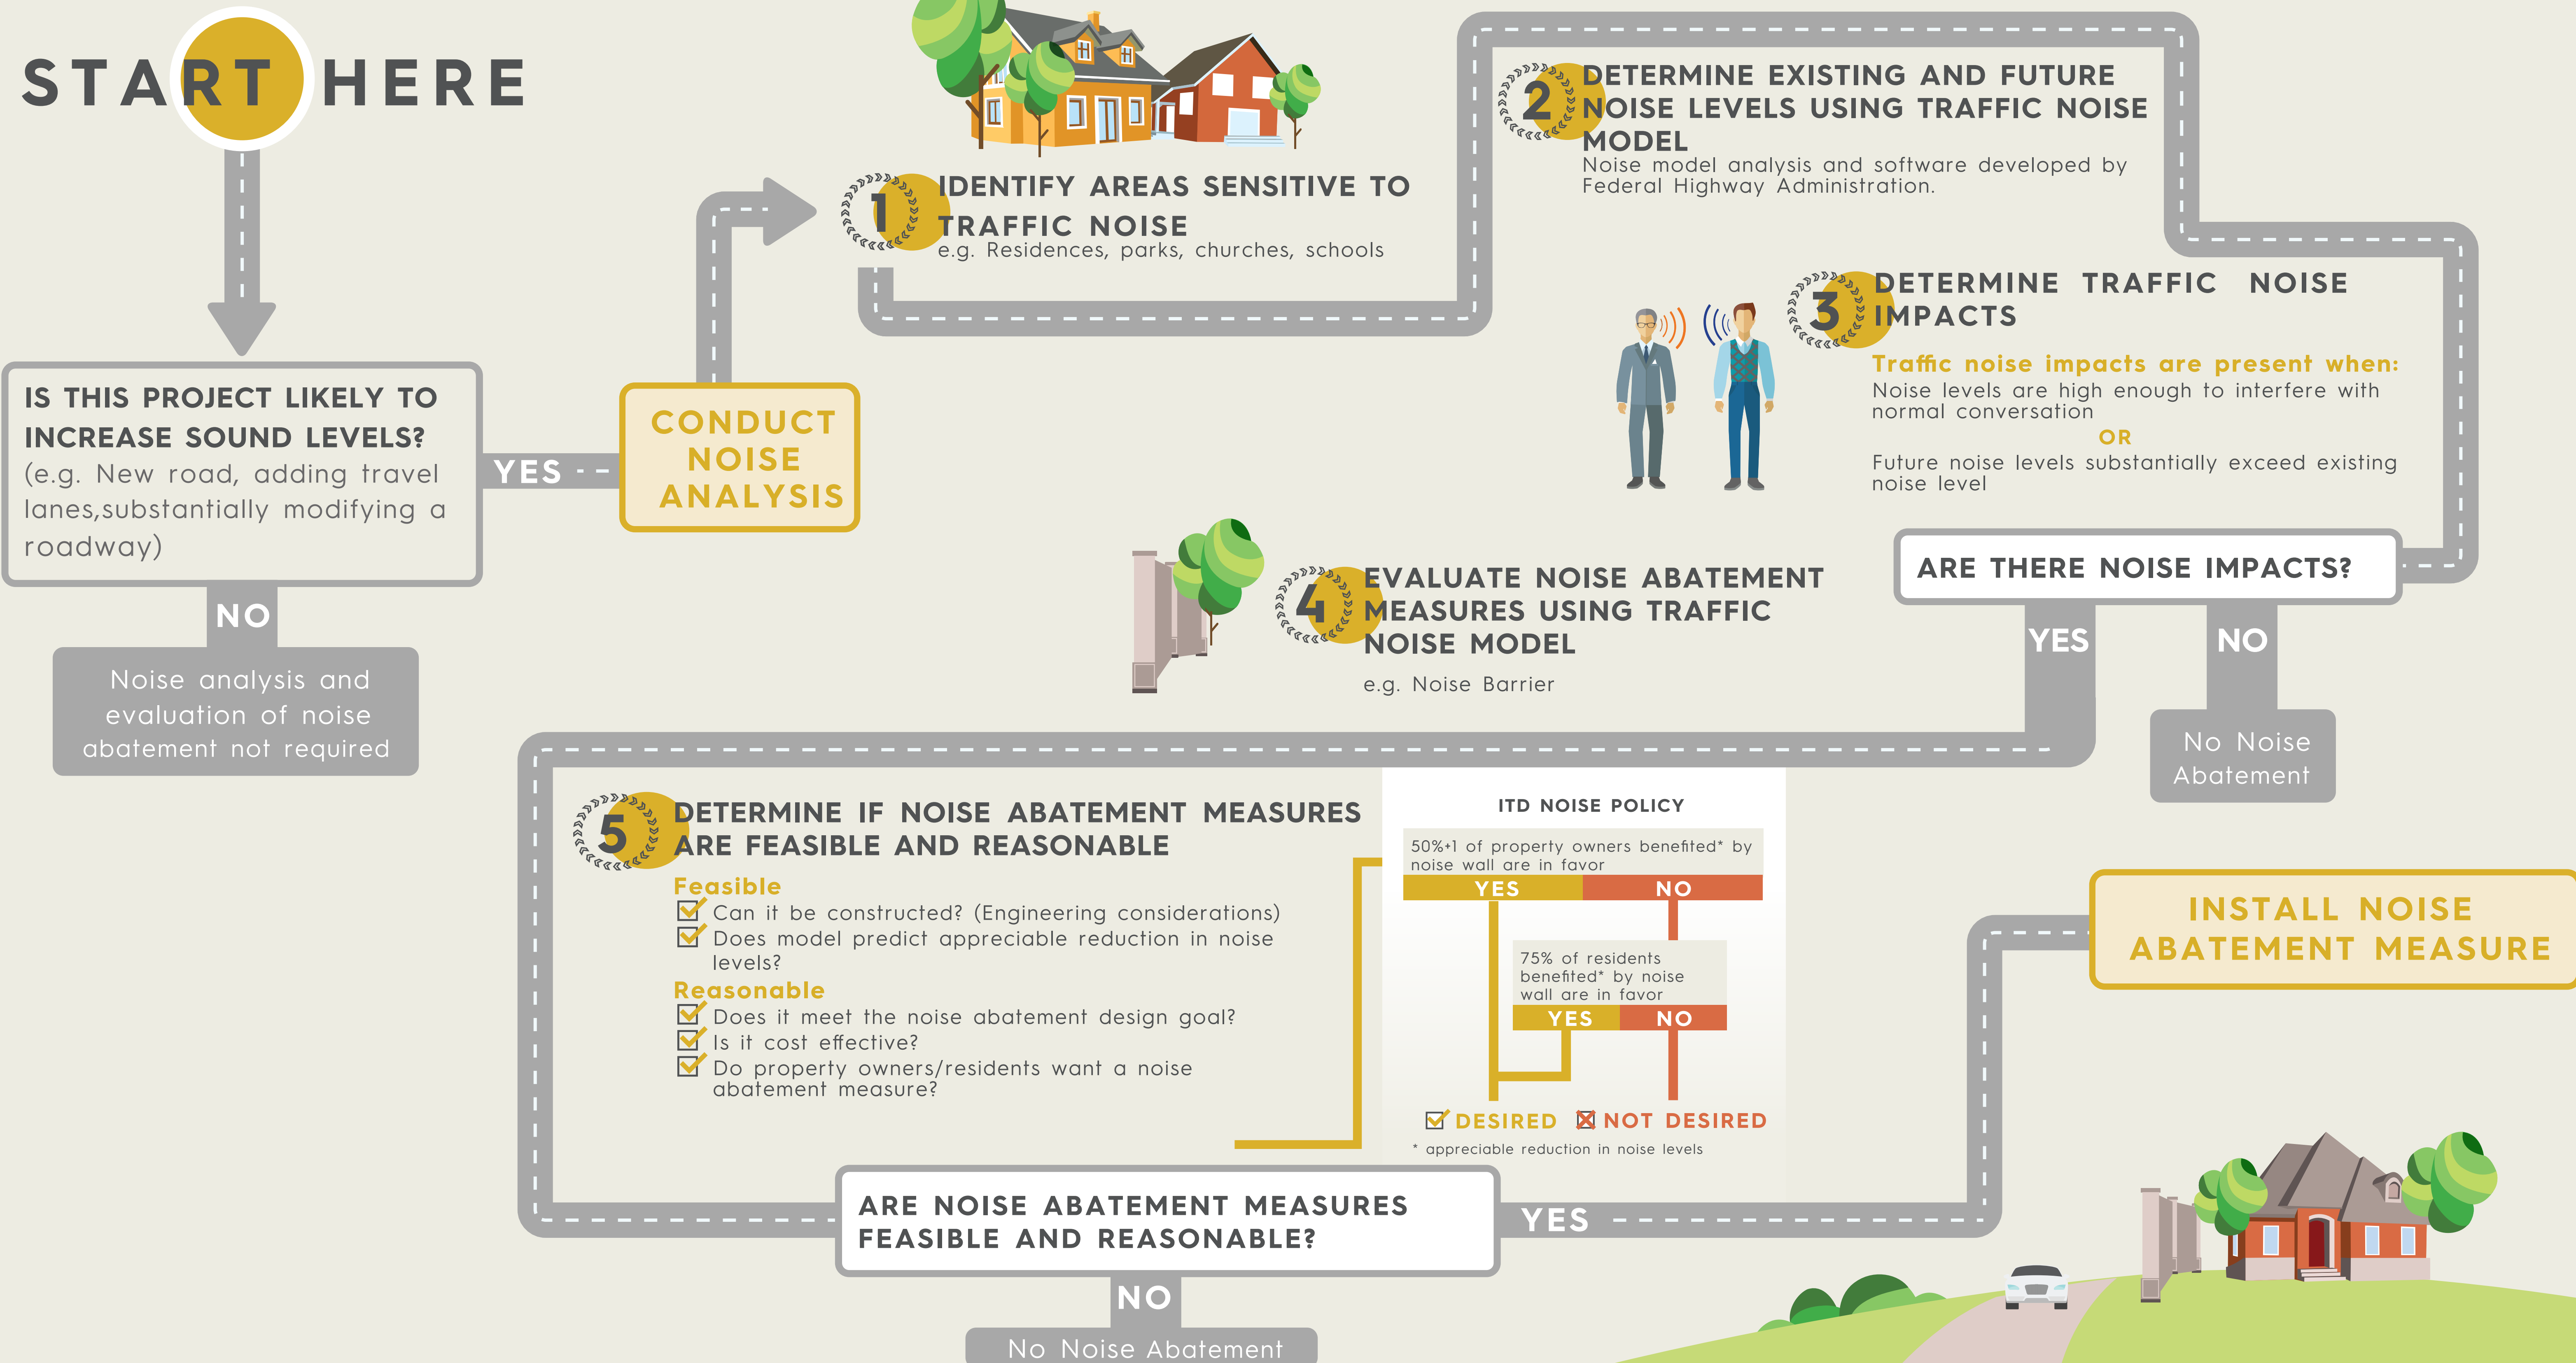 START HERE
IS THIS PROJECT LIKELY TO
INCREASE SOUND LEVELS?
(e.g. New road, adding travel
lanes,substantially modifying a
roadway)
NO
Noise analysis and
evaluation of noise
abatement not required
YES
CONDUCT
NOISE
ANALYSIS
1
IDENTIFY AREAS SENSITIVE TO
TRAFFIC NOISE
e.g. Residences, parks, churches, schools
2
DETERMINE EXISTING AND FUTURE
NOISE LEVELS USING TRAFFIC NOISE
MODEL
Noise model analysis and software developed by
Federal Highway Administration.
3
DETERMINE TRAFFIC NOISE
IMPACTS
Traffic noise impacts are present when:
Noise levels are high enough to interfere with
normal conversation
OR
Future noise levels substantially exceed existing
noise level
ARE THERE NOISE IMPACTS?
YES
NO
No Noise
Abatement
4
EVALUATE NOISE ABATEMENT
MEASURES USING TRAFFIC
NOISE MODEL
e.g. Noise Barrier
5
DETERMINE IF NOISE ABATEMENT MEASURES
ARE FEASIBLE AND REASONABLE
Feasible
Can it be constructed? (Engineering considerations)
Does model predict appreciable reduction in noise
levels?
Reasonable
Does it meet the noise abatement design goal?
Is it cost effective?
Do property owners/residents want a noise
abatement measure?
ITD NOISE POLICY
50%+1 of property owners benefited* by
noise wall are in favor
YES NO
75% of residents
benefited* by noise
wall are in favor
YES NO
DESIRED NOT DESIRED
* appreciable reduction in noise levels
ARE NOISE ABATEMENT MEASURES
FEASIBLE AND REASONABLE?
YES
NO
No Noise Abatement
INSTALL NOISE
ABATEMENT MEASURE